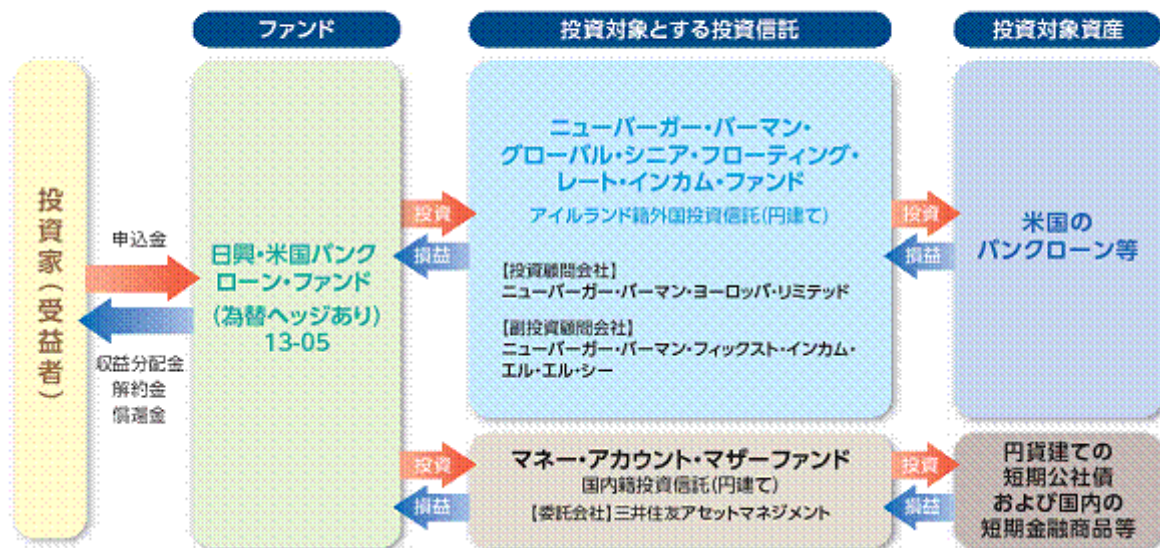 ファンド
投資対象とする投資信託
投資対象資産
投資家(受益者)
申込金
収益分配金
解約金
償還金
日興・米国バンク
ローン・ファンド
(為替ヘッジあり)
13-05
投資
損益
ニューバーガー・バーマン・
グローバル・シニア・フローティング・
レート・インカム・ファンド
アイルランド籍外国投資信託(円建て)
【投資顧問会社】
ニューバーガー・バーマン・ヨーロッパ・リミテッド
【副投資顧問会社】
ニューバーガー・バーマン・フィックスト・インカム・
エル・エル・シー
投資
損益
米国の
バンクローン等
投資
損益
マネー・アカウント・マザーファンド
国内籍投資信託(円建て)
【委託会社】三井住友アセットマネジメント
投資
損益
円貨建ての
短期公社債
および国内の
短期金融商品等